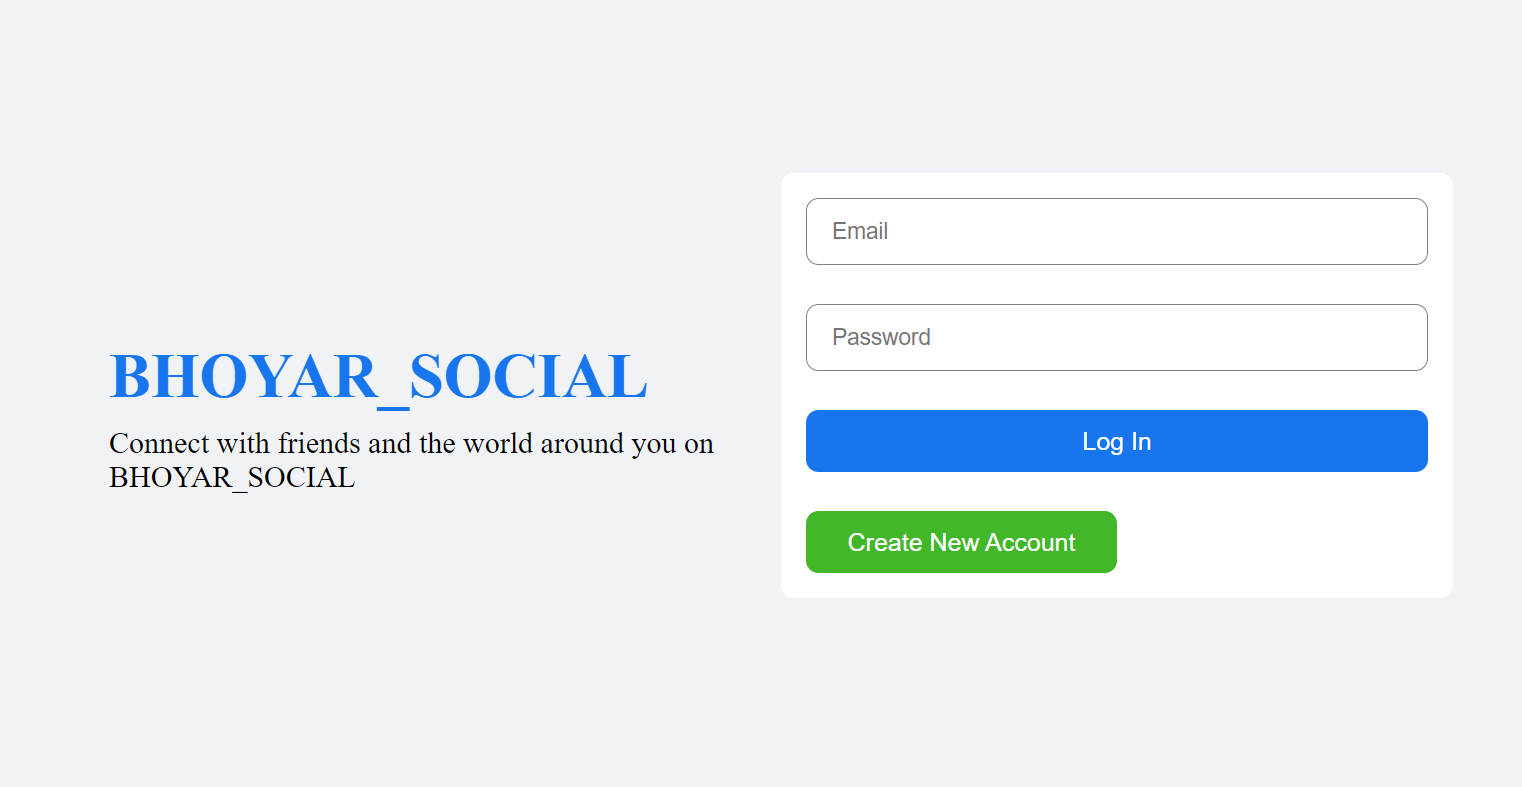 BHOYAR_SOCIAL
Connect with friends and the world around you on
BHOYAR_SOCIAL
Email
Password
Log In
Create New Account